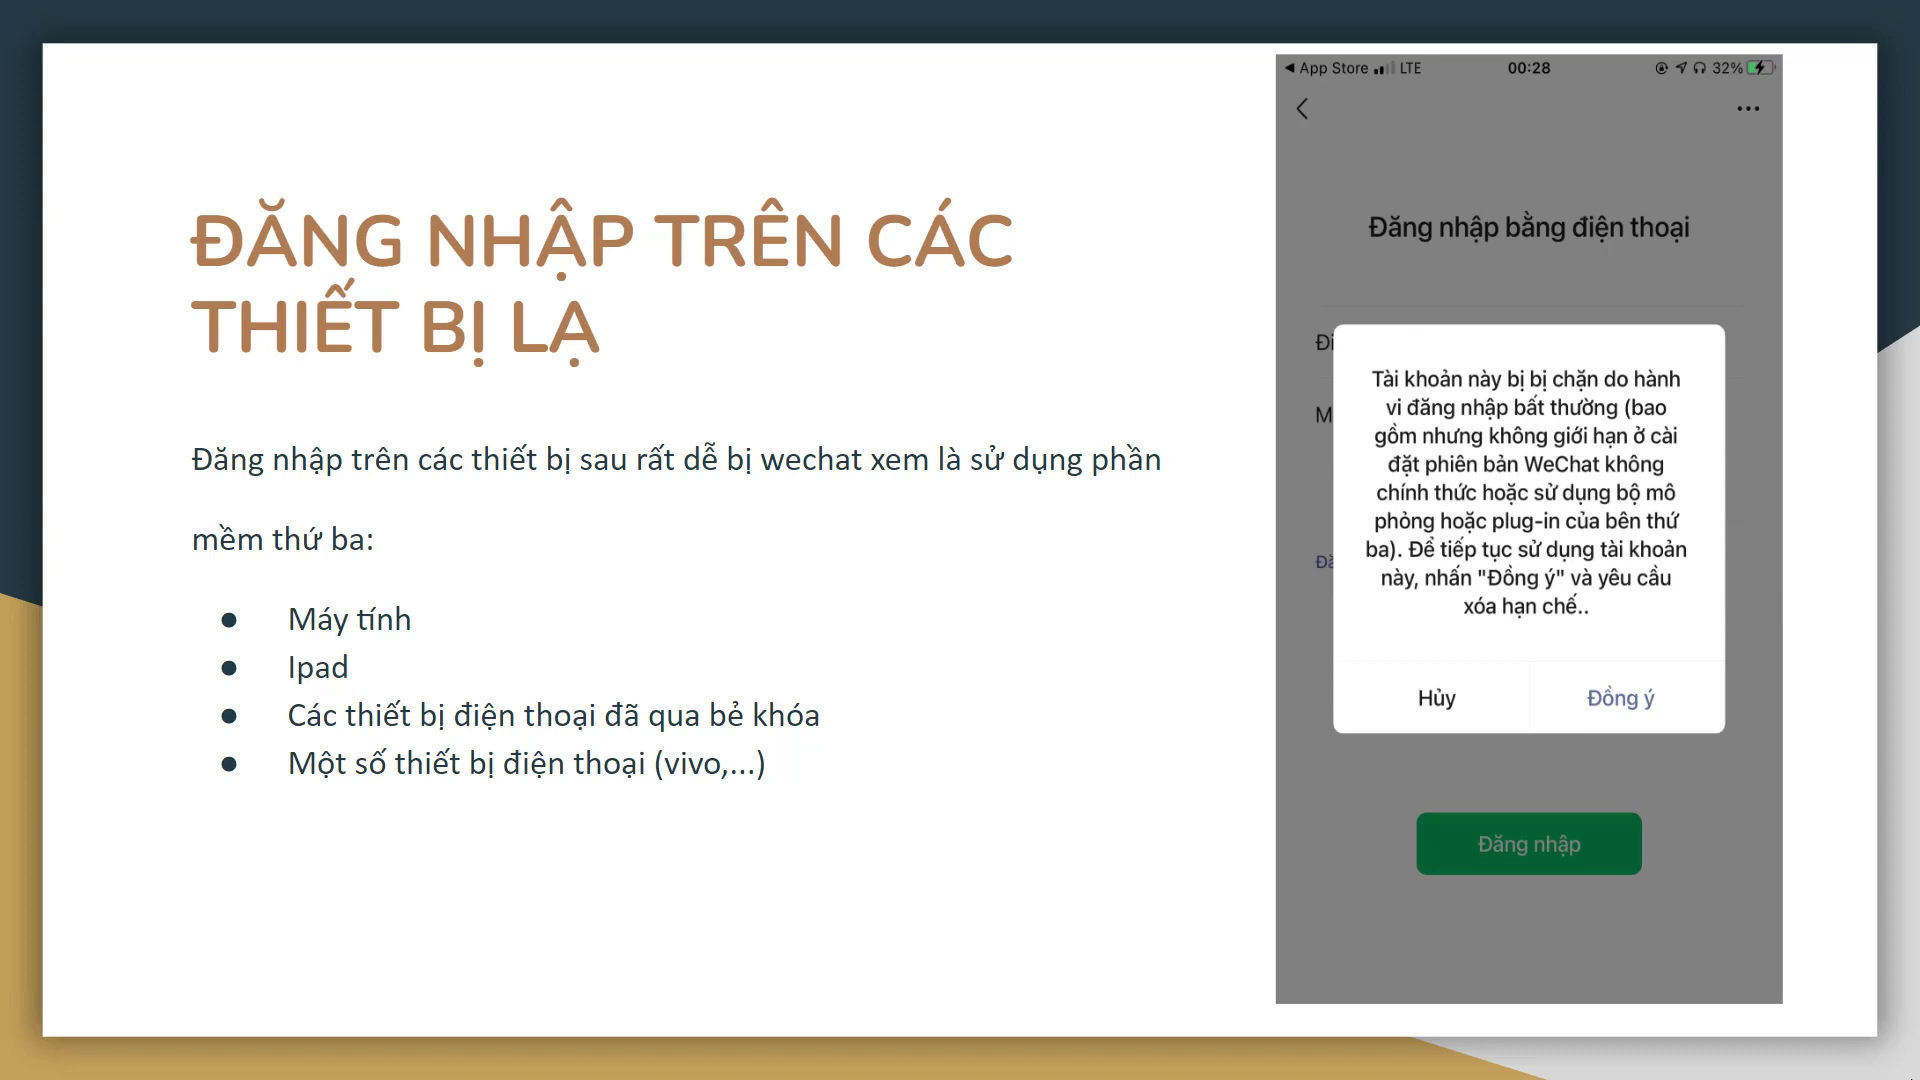 ĐĂNG NHẬP TRÊN CÁC
THIẾT BỊ LẠ
Đăng nhập trên các thiết bị sau rất dễ bị wechat xem là sử dụng phần
mềm thứ ba:
● Máy tính
● Ipad
● Các thiết bị điện thoại đã qua bẻ khóa
● Một số thiết bị điện thoại (vivo,...)
App Store LTE 00:28 32%
Đăng nhập bằng điện thoại
Đi
M
Tài khoản này bị bị chặn do hành
vi đăng nhập bất thường (bao
gồm nhưng không giới hạn ở cài
đặt phiên bản WeChat không
chính thức hoặc sử dụng bộ mô
phỏng hoặc plug-in của bên thứ
ba). Để tiếp tục sử dụng tài khoản
này, nhấn "Đồng ý" và yêu cầu
xóa hạn chế..
Đă
Hủy Đồng ý
Đăng nhập